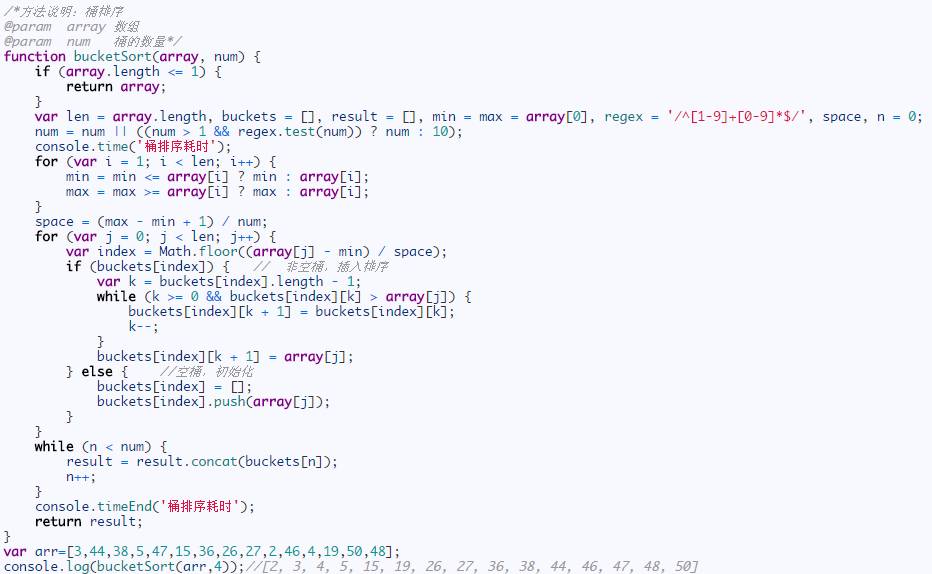 /*方法说明：桶排序
@param  array 数组
@param  num   桶的数量*/
function bucketSort(array, num) {
    if (array.length <= 1) {
        return array;
    }
    var len = array.length, buckets = [], result = [], min = max = array[0], regex = '/^[1-9]+[0-9]*$/', space, n = 0;
    num = num || ((num > 1 && regex.test(num)) ? num : 10);
    console.time('桶排序耗时');
    for (var i = 1; i < len; i++) {
        min = min <= array[i] ? min : array[i];
        max = max >= array[i] ? max : array[i];
    }
    space = (max - min + 1) / num;
    for (var j = 0; j < len; j++) {
        var index = Math.floor((array[j] - min) / space);
        if (buckets[index]) {   //  非空桶，插入排序
            var k = buckets[index].length - 1;
            while (k >= 0 && buckets[index][k] > array[j]) {
                buckets[index][k + 1] = buckets[index][k];
                k--;
            }
            buckets[index][k + 1] = array[j];
        } else {    //空桶，初始化
            buckets[index] = [];
            buckets[index].push(array[j]);
        }
    }
    while (n < num) {
        result = result.concat(buckets[n]);
        n++;
    }
    console.timeEnd('桶排序耗时');
    return result;
}
var arr=[3,44,38,5,47,15,36,26,27,2,46,4,19,50,48];
console.log(bucketSort(arr,4));//[2, 3, 4, 5, 15, 19, 26, 27, 36, 38, 44, 46, 47, 48, 50]